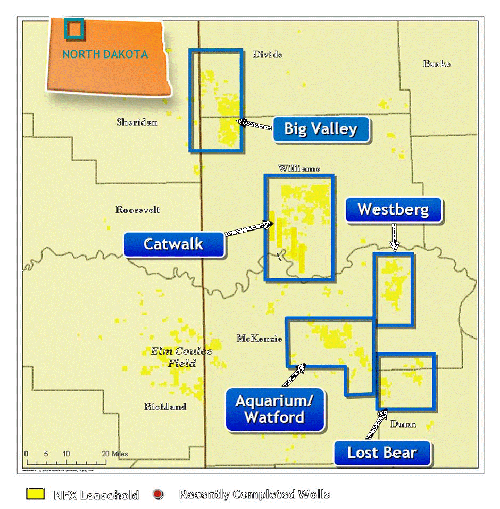 NORTH DAKOTA
Divide
Burke
Sheridan
Big Valley
Williams
Roosevelt
Westberg
Catwalk
McKenzie
Elm Coulee
Field
Aquarium/
Watford
Richland
Dunn
Lost Bear
0 5 10 20 Miles
NFX Leasehold
Recently Completed Wells